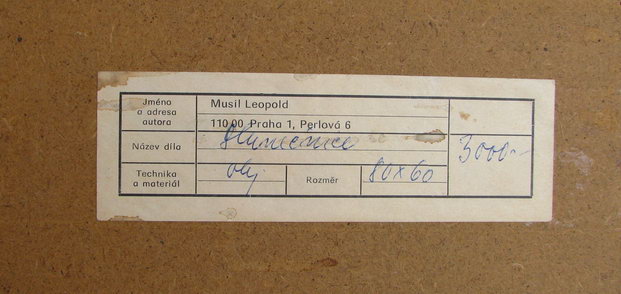 Jméno
a adresa
autora
Musil Leopold
110 00 Praha 1, Perlová 6
Název díla
Slunečnice
3000,-
Technika
a materiál
olej
Rozměr
80x60